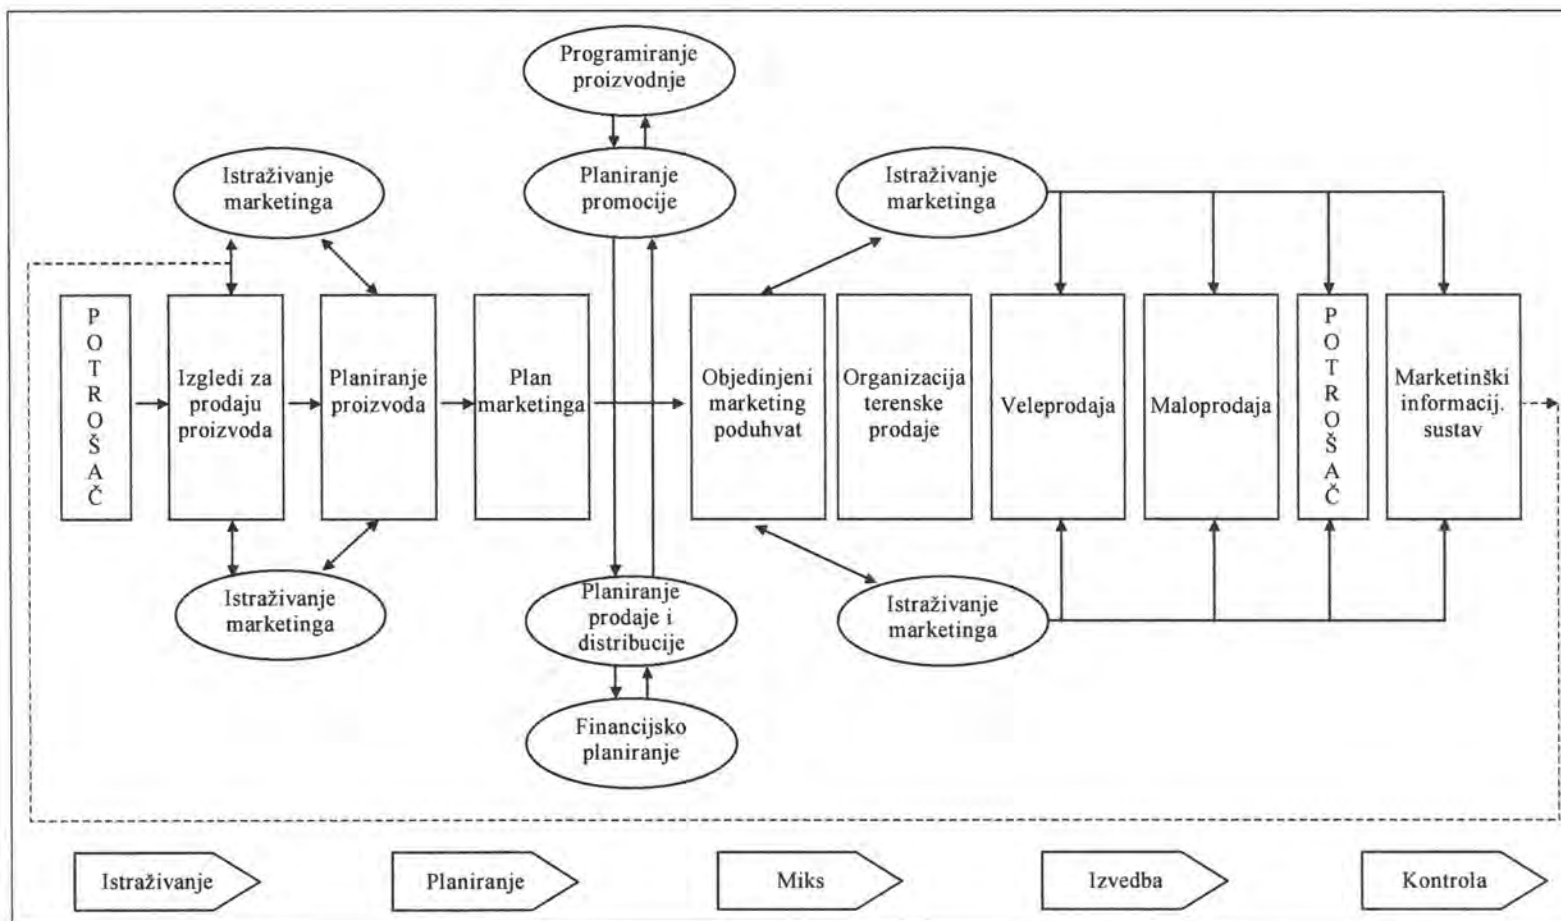 Programiranje
proizvodnje
Istraživanje
marketinga
Planiranje
promocije
Istraživanje
marketinga
POTROŠAČ
Izgledi za
prodaju
proizvoda
Planiranje
proizvoda
Plan
marketinga
Objedinjeni
marketing
poduhvat
Organizacija
terenske
prodaje
Veleprodaja
Maloprodaja
POTROŠAČ
Marketinški
informacij.
sustav
Istraživanje
marketinga
Planiranje
prodaje i
distribucije
Istraživanje
marketinga
Financijsko
planiranje
Istraživanje
Planiranje
Miks
Izvedba
Kontrola